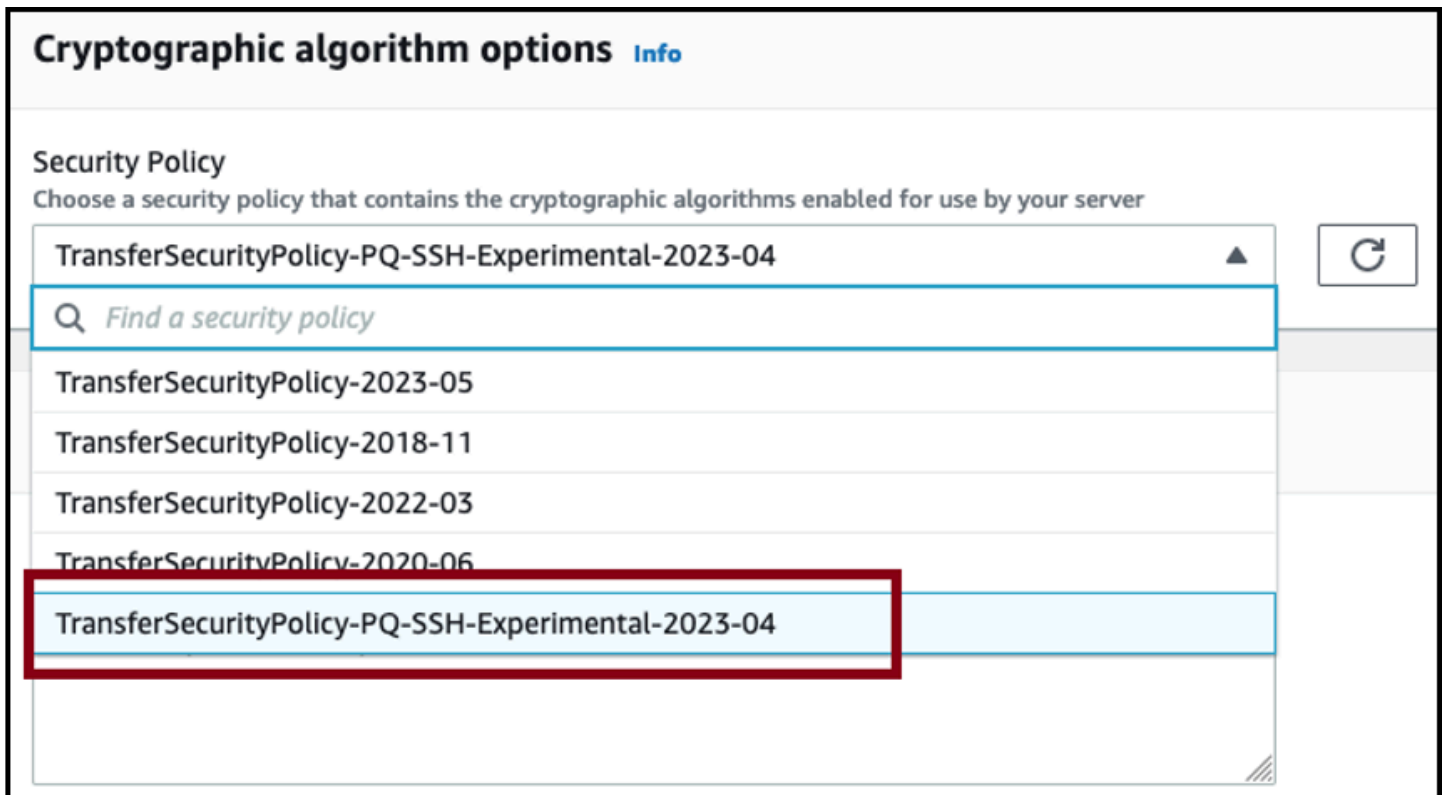 Cryptographic algorithm options Info
Security Policy
Choose a security policy that contains the cryptographic algorithms enabled for use by your server
TransferSecurityPolicy-PQ-SSH-Experimental-2023-04
Find a security policy
TransferSecurityPolicy-2023-05
TransferSecurityPolicy-2018-11
TransferSecurityPolicy-2022-03
TransferSecurityPolicy-2020-06
TransferSecurityPolicy-PQ-SSH-Experimental-2023-04